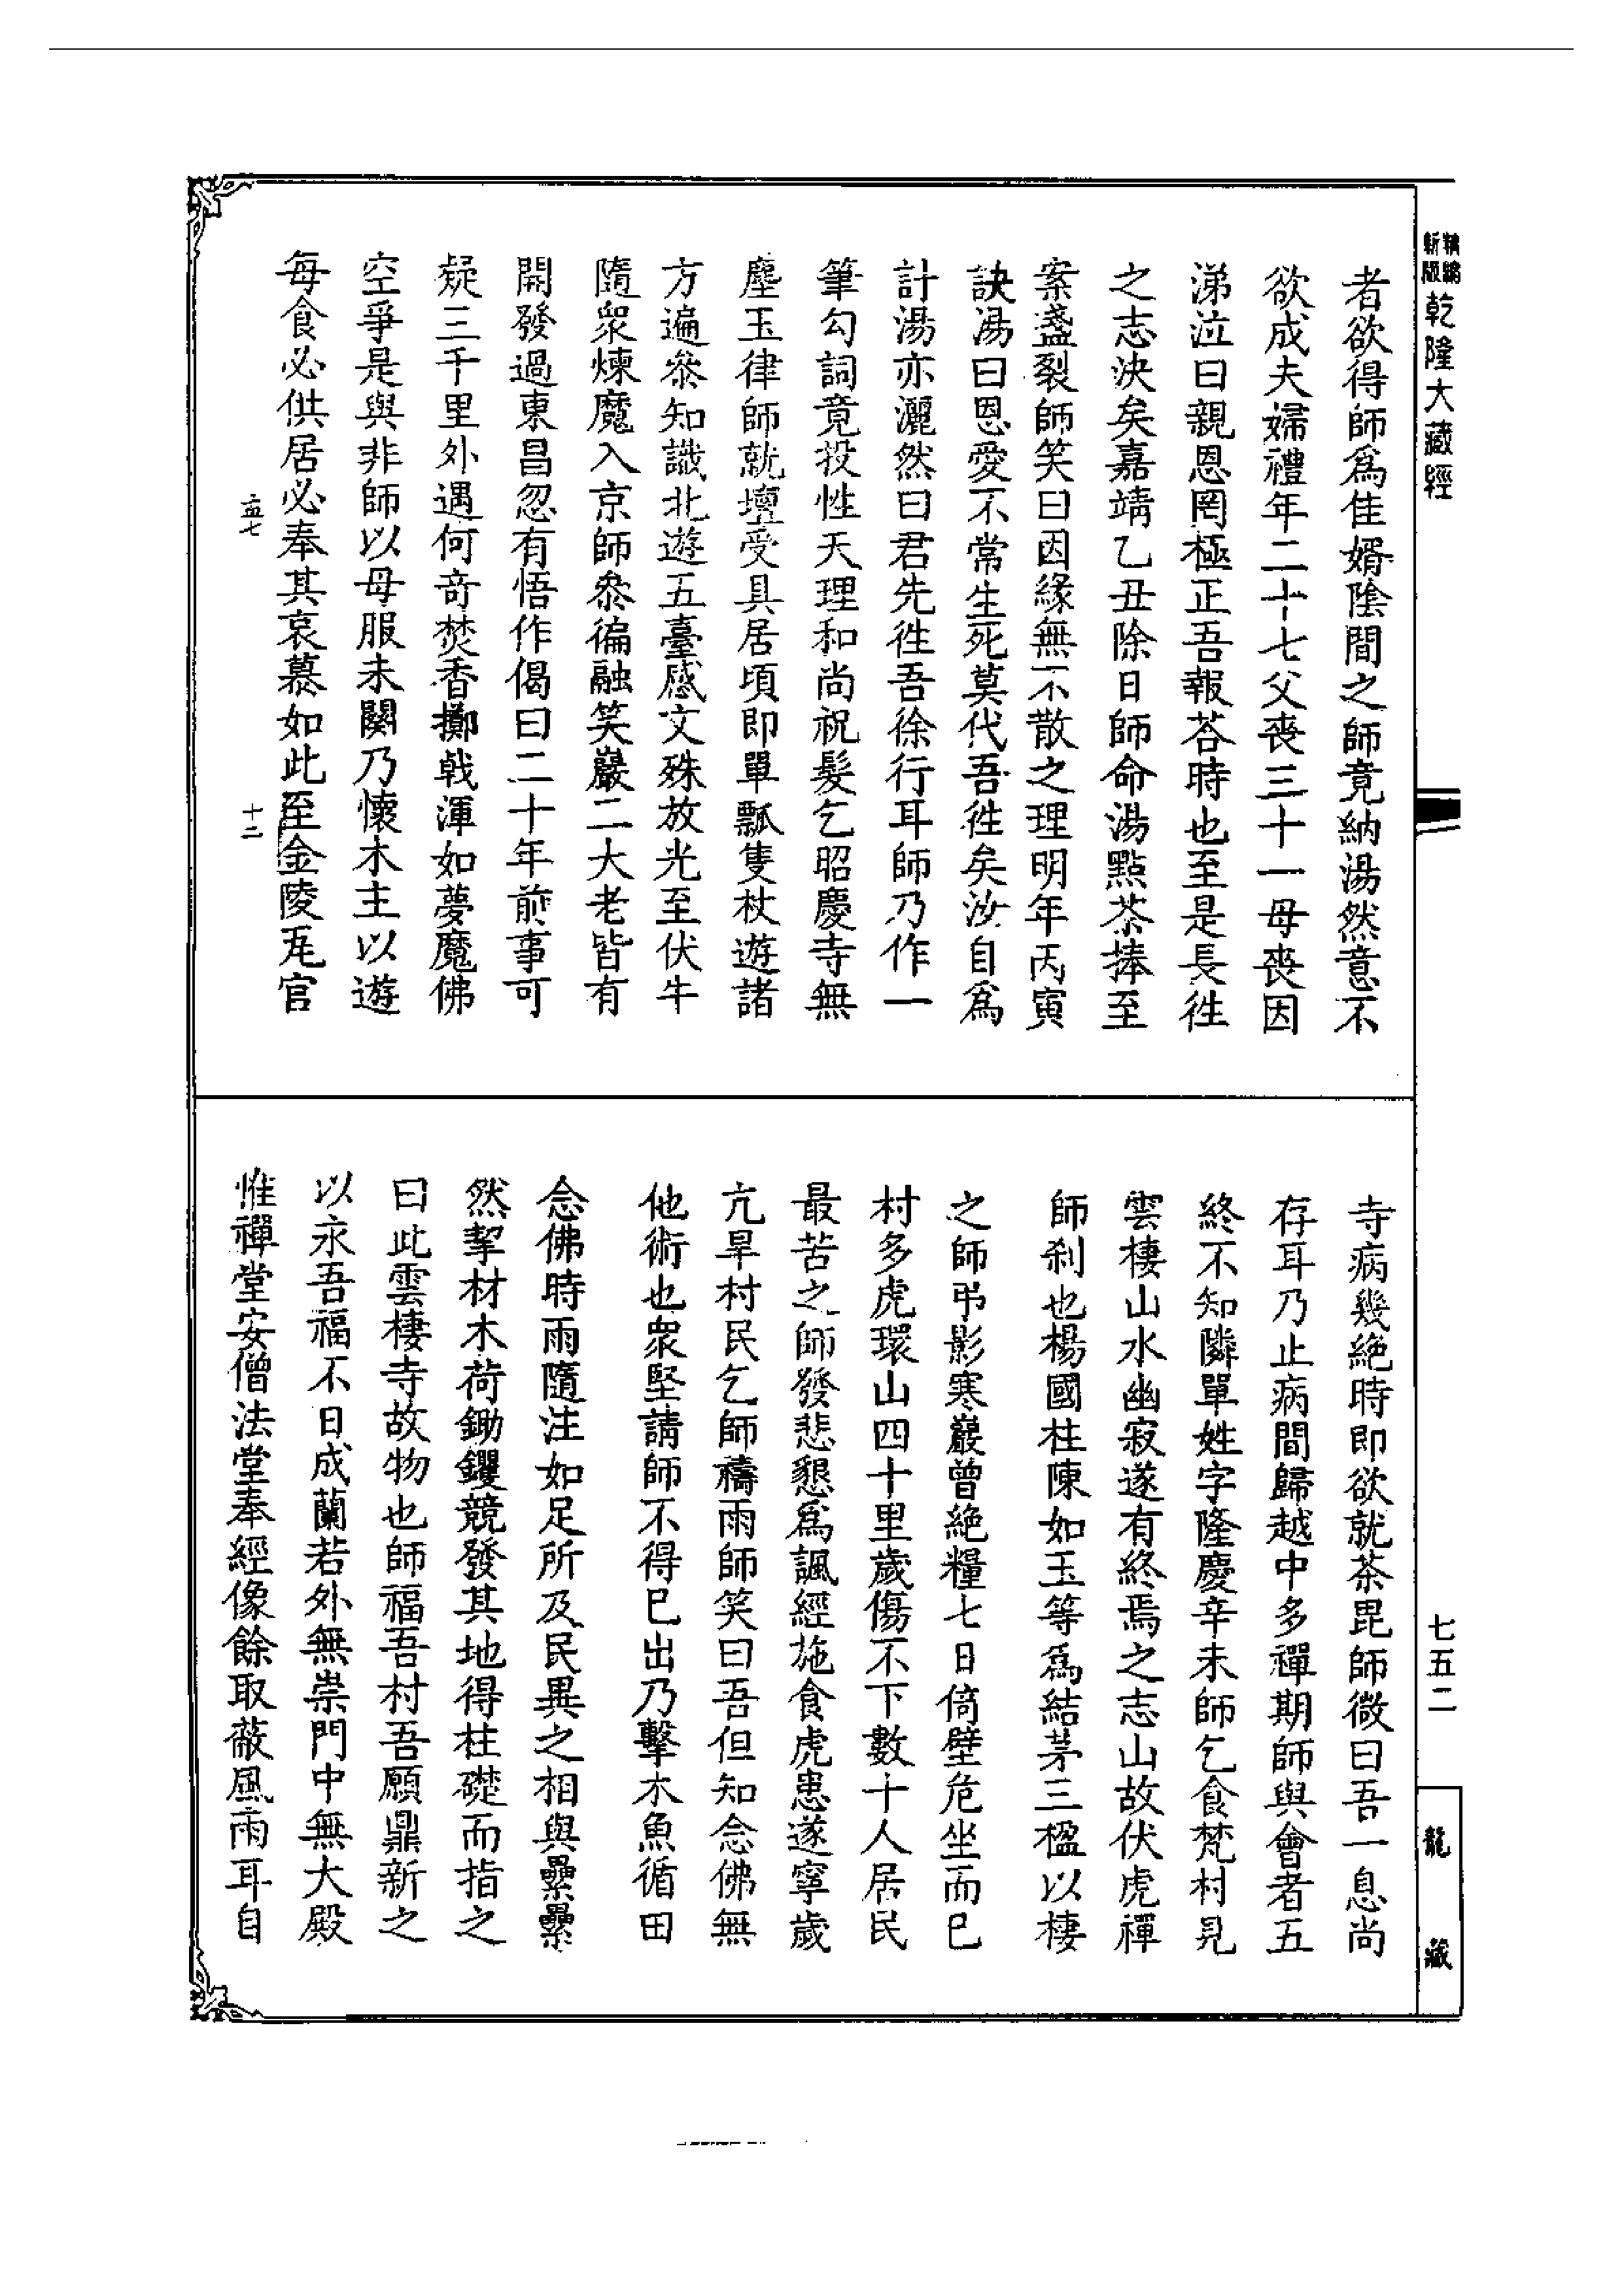 新版
精編
乾隆大藏經
者欲得師爲佳婿陰間之師竟納湯然意不
欲成夫婦禮年二十七父喪三十一母喪因
涕泣曰親恩罔極正吾報荅時也至是長徃
之志決矣嘉靖乙丑除日師命湯點茶捧至
案盞裂師笑曰因緣無不散之理明年丙寅
訣湯曰恩愛不常生死莫代吾徃矣汝自爲
計湯亦灑然曰君先徃吾徐行耳師乃作一
筆勾詞竟投性天理和尚祝髮乞昭慶寺無
塵玉律師就壇受具居頃即單瓢隻杖遊諸
方遍叅知識北遊五臺感文殊放光至伏牛
隨衆煉魔入京師叅徧融笑巖二大老皆有
開發過東昌忽有悟作偈曰二十年前事可
疑三千里外遇何奇焚香擲戟渾如夢魔佛
空爭是與非師以母服未闋乃懷木主以遊
每食必供居必奉其哀慕如此至金陵瓦官
十二
寺病幾絶時即欲就茶毘師微曰吾一息尚
存耳乃止病間歸越中多禪期師與會者五
終不知隣單姓字隆慶辛未師乞食梵村見
雲棲山水幽寂遂有終焉之志山故伏虎禪
師刹也楊國柱陳如玉等爲結茅三楹以棲
之師弔影寒巖曾絶糧七日倚壁危坐而已
村多虎環山四十里歲傷不下數十人居民
最苦之師發悲懇爲諷經施食虎患遂寧歲
亢旱村民乞師禱雨師笑曰吾但知念佛無
他術也衆堅請師不得已出乃擊木魚循田
念佛時雨隨注如足所及民異之相與纍纍
然挈材木荷鋤钁競發其地得柱礎而指之
曰此雲棲寺故物也師福吾村吾願鼎新之
以永吾福不日成蘭若外無崇門中無大殿
惟禪堂安僧法堂奉經像餘取蔽風雨耳自
七五二
龍藏